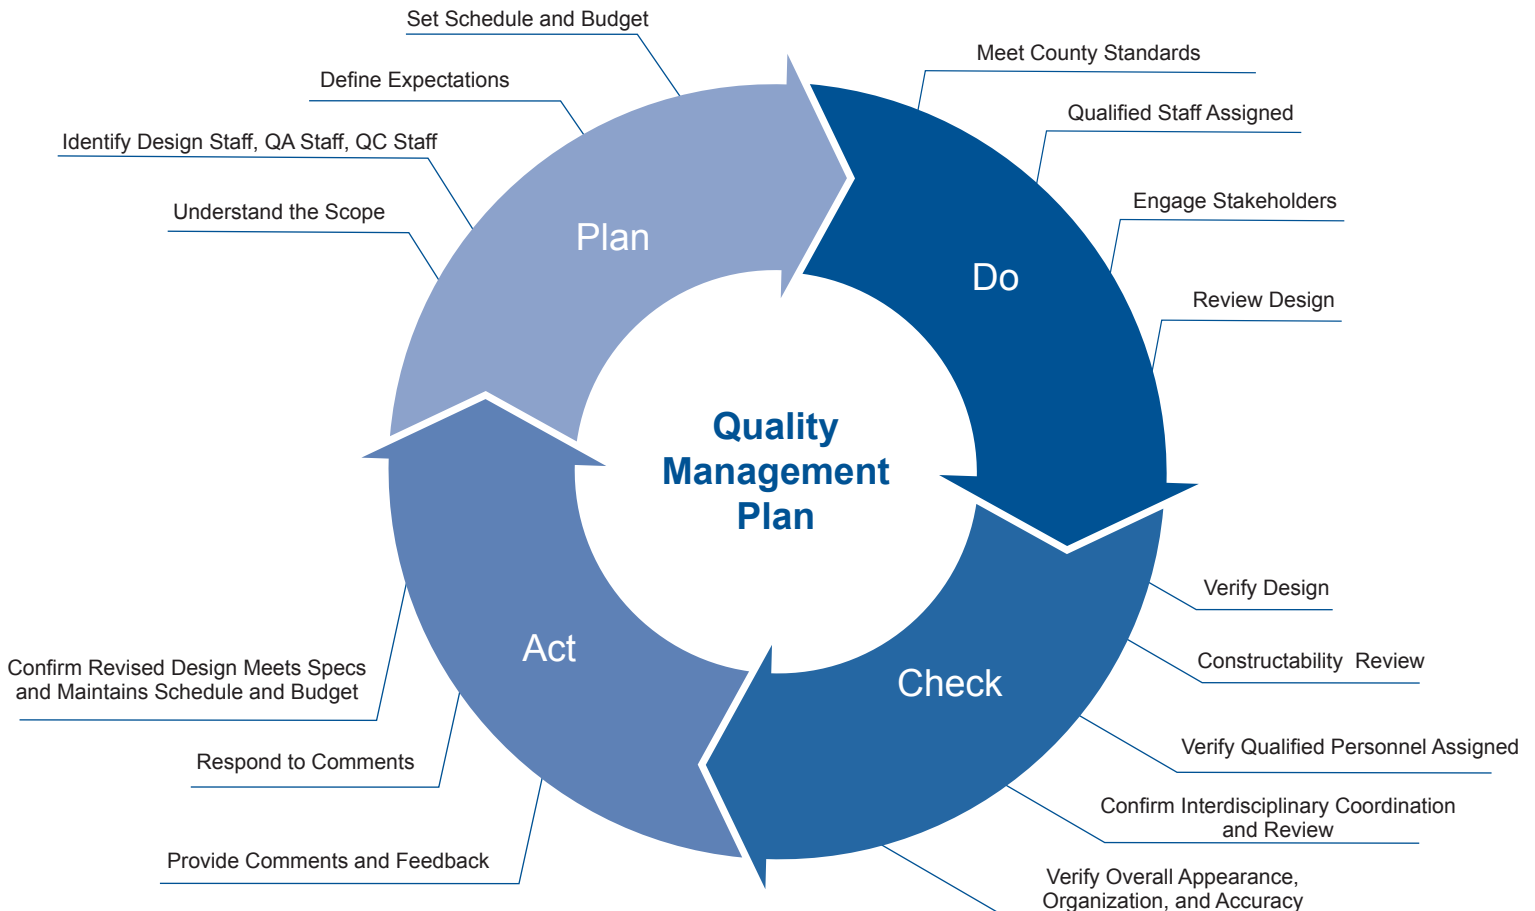 Set Schedule and Budget
Define Expectations
Identify Design Staff, QA Staff, QC Staff
Understand the Scope
Plan
Meet County Standards
Qualified Staff Assigned
Engage Stakeholders
Review Design
Do
Quality
Management
Plan
Verify Design
Constructability Review
Verify Qualified Personnel Assigned
Confirm Interdisciplinary Coordination
and Review
Verify Overall Appearance,
Organization, and Accuracy
Check
Act
Confirm Revised Design Meets Specs
and Maintains Schedule and Budget
Respond to Comments
Provide Comments and Feedback